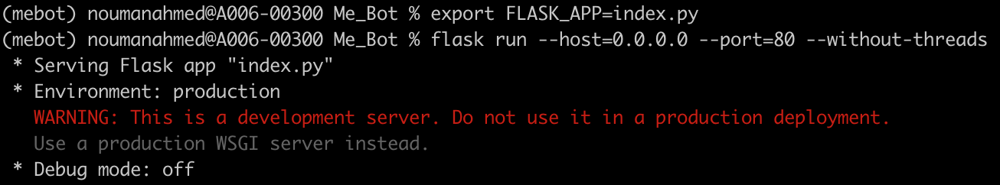 (mebot) noumanahmed@A006-00300 Me_Bot % export FLASK_APP=index.py
(mebot) noumanahmed@A006-00300 Me_Bot % flask run --host=0.0.0.0 --port=80 --without-threads
* Serving Flask app "index.py"
* Environment: production
WARNING: This is a development server. Do not use it in a production deployment.
Use a production WSGI server instead.
* Debug mode: off